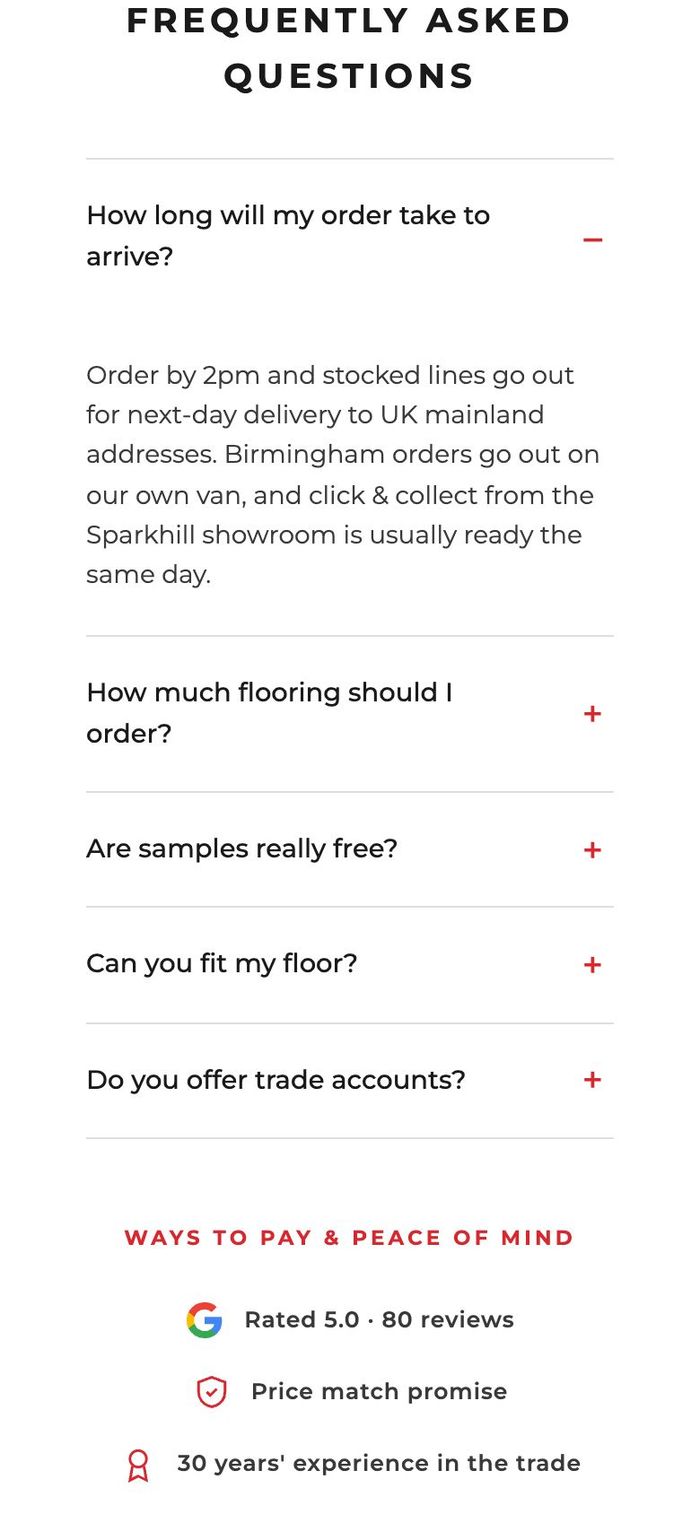 FREQUENTLY ASKED
QUESTIONS
How long will my order take to
arrive?
Order by 2pm and stocked lines go out
for next-day delivery to UK mainland
addresses. Birmingham orders go out on
our own van, and click & collect from the
Sparkhill showroom is usually ready the
same day.
How much flooring should I
order?
Are samples really free?
Can you fit my floor?
Do you offer trade accounts?
WAYS TO PAY & PEACE OF MIND
Rated 5.0 · 80 reviews
Price match promise
30 years' experience in the trade